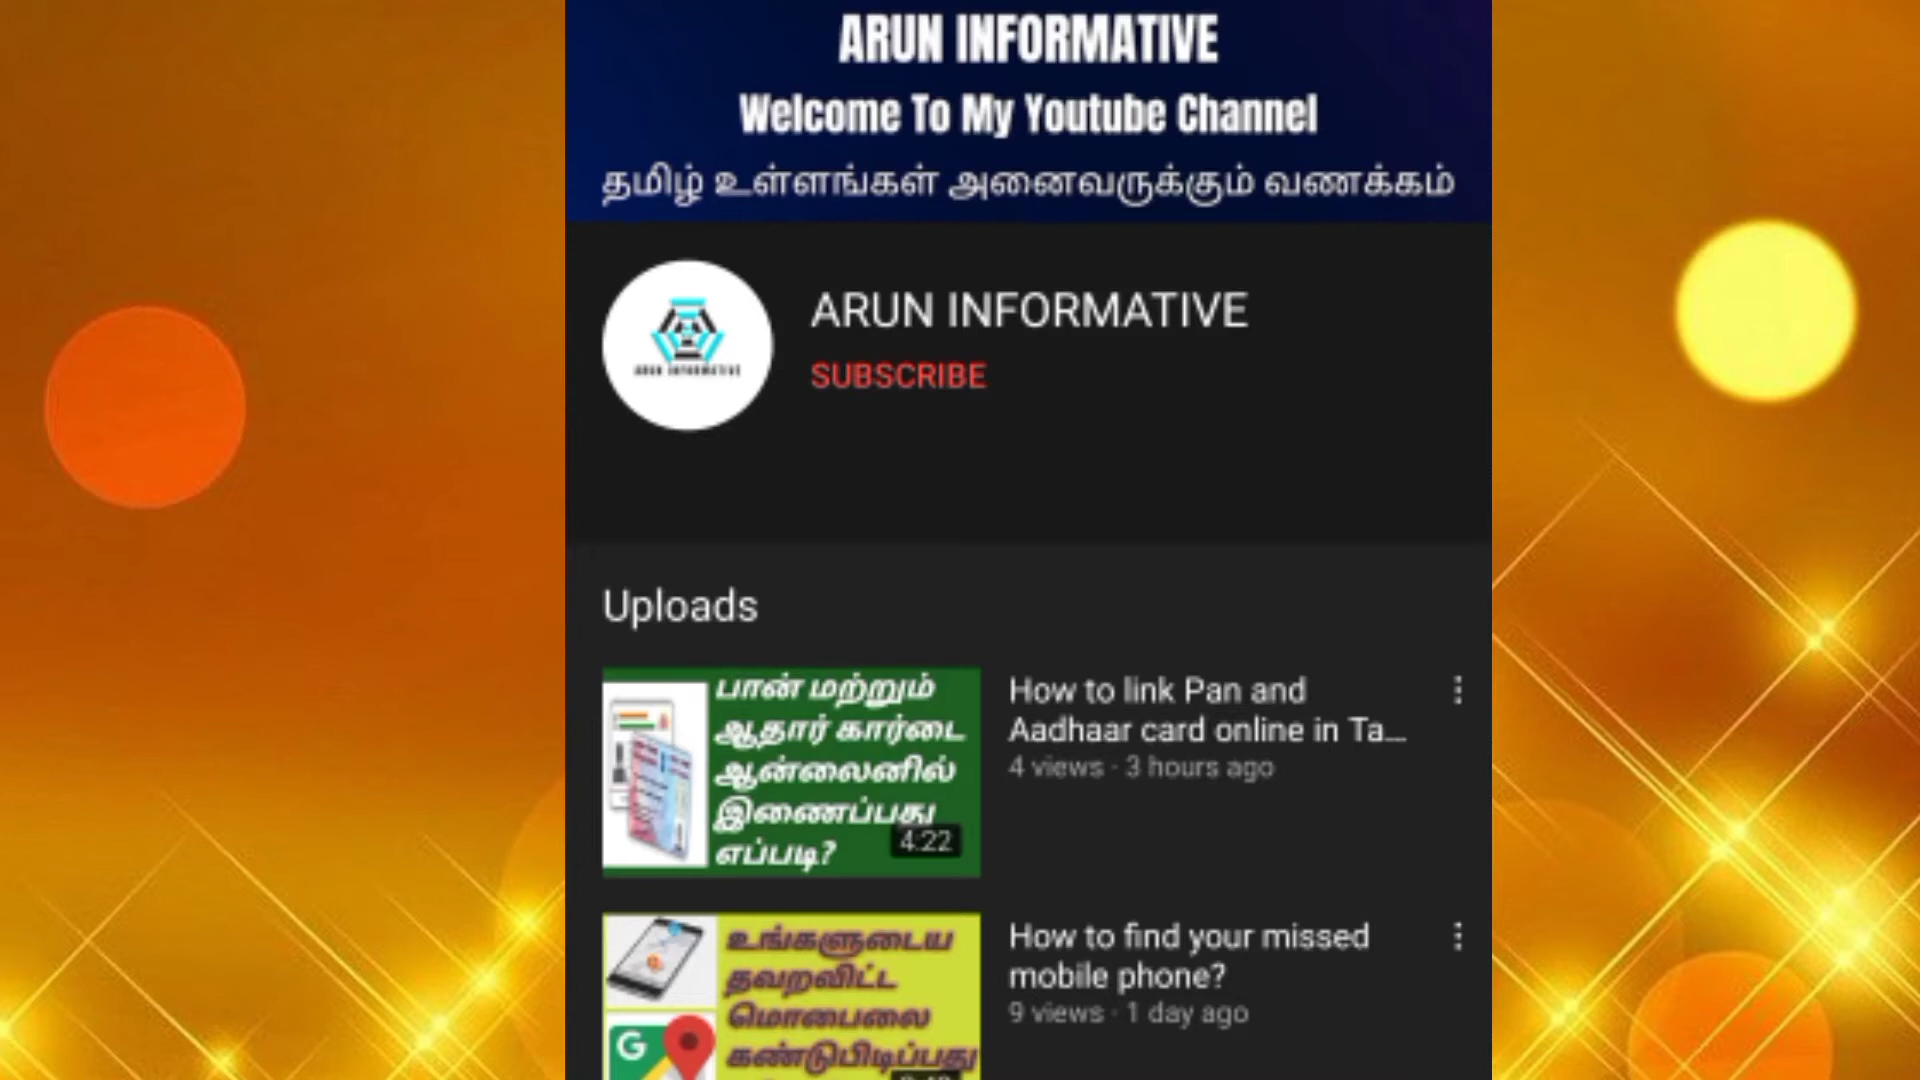 ARUN INFORMATIVE
Welcome To My Youtube Channel
தமிழ் உள்ளங்கள் அனைவருக்கும் வணக்கம்
ARUN INFORMATIVE
ARUN INFORMATIVE
SUBSCRIBE
Uploads
பான் மற்றும்
ஆதார் கார்டை
ஆன்லைனில்
இணைப்பது
எப்படி?
4:22
How to link Pan and
Aadhaar card online in Ta...
4 views · 3 hours ago
உங்களுடைய
தவறவிட்ட
மொபைலை
கண்டுபிடிப்பது
G
How to find your missed
mobile phone?
9 views · 1 day ago